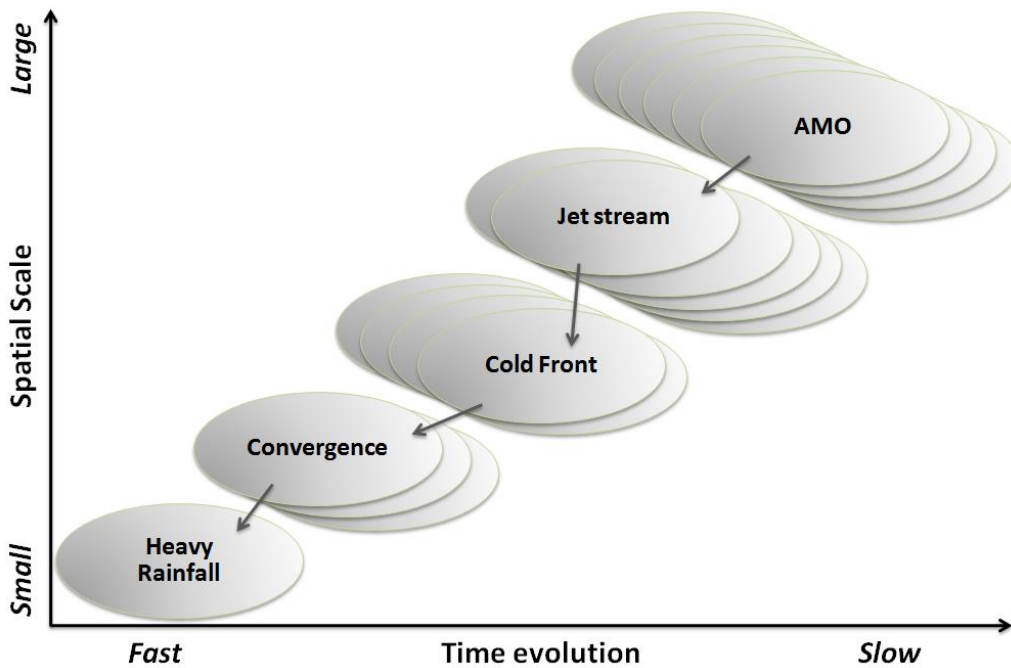 Large
AMO
Jet stream
Spatial Scale
Cold Front
Convergence
Heavy
Rainfall
Small
Fast
Time evolution
Slow